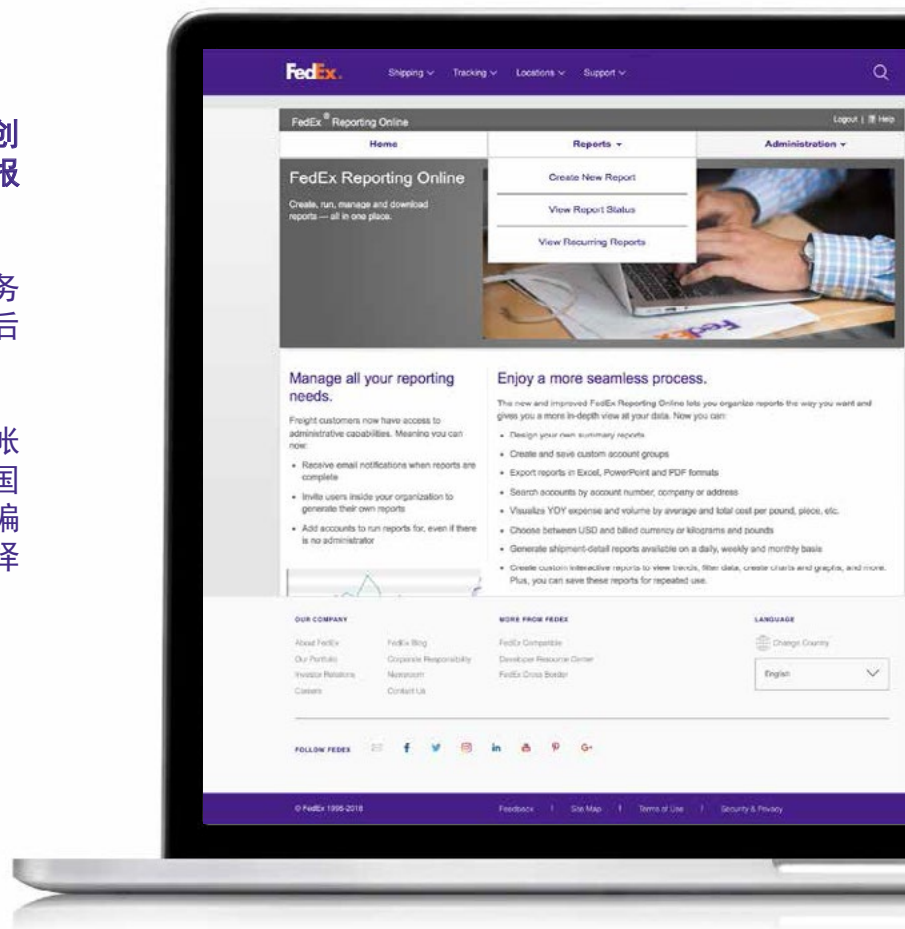 创
报
务
后
帐
国
编
择
FedEx.
Shipping Tracking Locations Support
FedEx® Reporting Online
Logout | Help
Home Reports Administration
FedEx Reporting Online
Create, run, manage and download
reports — all in one place.
Create New Report
View Report Status
View Recurring Reports
FedEx
Manage all your reporting
needs.
Freight customers now have access to
administrative capabilities. Meaning you can
now:
• Receive email notifications when reports are
complete
• Invite users inside your organization to
generate their own reports
• Add accounts to run reports for, even if there
is no administrator
Enjoy a more seamless process.
The new and improved FedEx Reporting Online lets you organize reports the way you want and
gives you a more in-depth view at your data. Now you can:
• Design your own summary reports
• Create and save custom account groups
• Export reports in Excel, PowerPoint and PDF formats
• Search accounts by account number, company or address
• Visualize YOY expense and volume by average and total cost per pound, piece, etc.
• Choose between USD and billed currency or kilograms and pounds
• Generate shipment-detail reports available on a daily, weekly and monthly basis
• Create custom interactive reports to view trends, filter data, create charts and graphs, and more.
Plus, you can save these reports for repeated use.
OUR COMPANY
About FedEx
Our Portfolio
Investor Relations
Careers
FedEx Blog
Corporate Responsibility
Newsroom
Contact Us
MORE FROM FEDEX
FedEx Compatible
Developer Resource Center
FedEx Cross Border
LANGUAGE
Change Country
English
FOLLOW FEDEX
© FedEx 1995-2018
Feedback | Site Map | Terms of Use | Security & Privacy